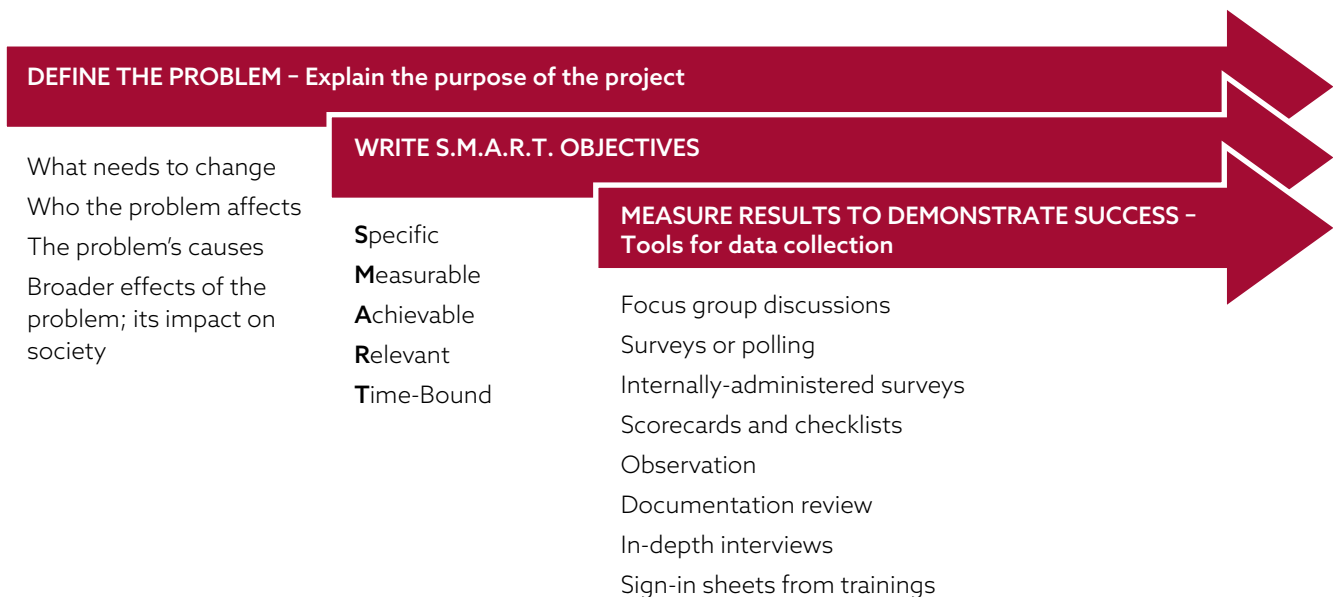 DEFINE THE PROBLEM – Explain the purpose of the project
What needs to change
Who the problem affects
The problem's causes
Broader effects of the
problem; its impact on
society
WRITE S.M.A.R.T. OBJECTIVES
Specific
Measurable
Achievable
Relevant
Time-Bound
MEASURE RESULTS TO DEMONSTRATE SUCCESS –
Tools for data collection
Focus group discussions
Surveys or polling
Internally-administered surveys
Scorecards and checklists
Observation
Documentation review
In-depth interviews
Sign-in sheets from trainings